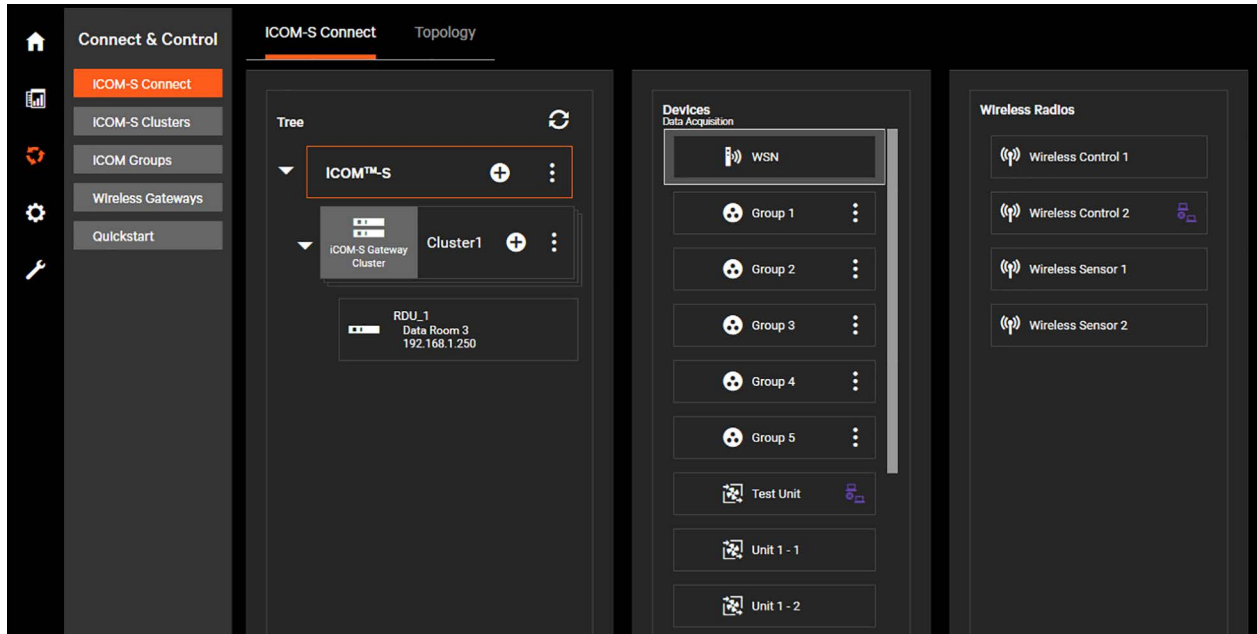 Connect & Control
ICOM-S Connect
ICOM-S Clusters
ICOM Groups
Wireless Gateways
Quickstart
ICOM-S Connect
Topology
Tree
ICOM™-S
iCOM-S Gateway
Cluster
Cluster1
RDU_1
Data Room 3
192.168.1.250
Devices
Data Acquisition
WSN
Group 1
Group 2
Group 3
Group 4
Group 5
Test Unit
Unit 1 - 1
Unit 1 - 2
Wireless Radios
Wireless Control 1
Wireless Control 2
Wireless Sensor 1
Wireless Sensor 2